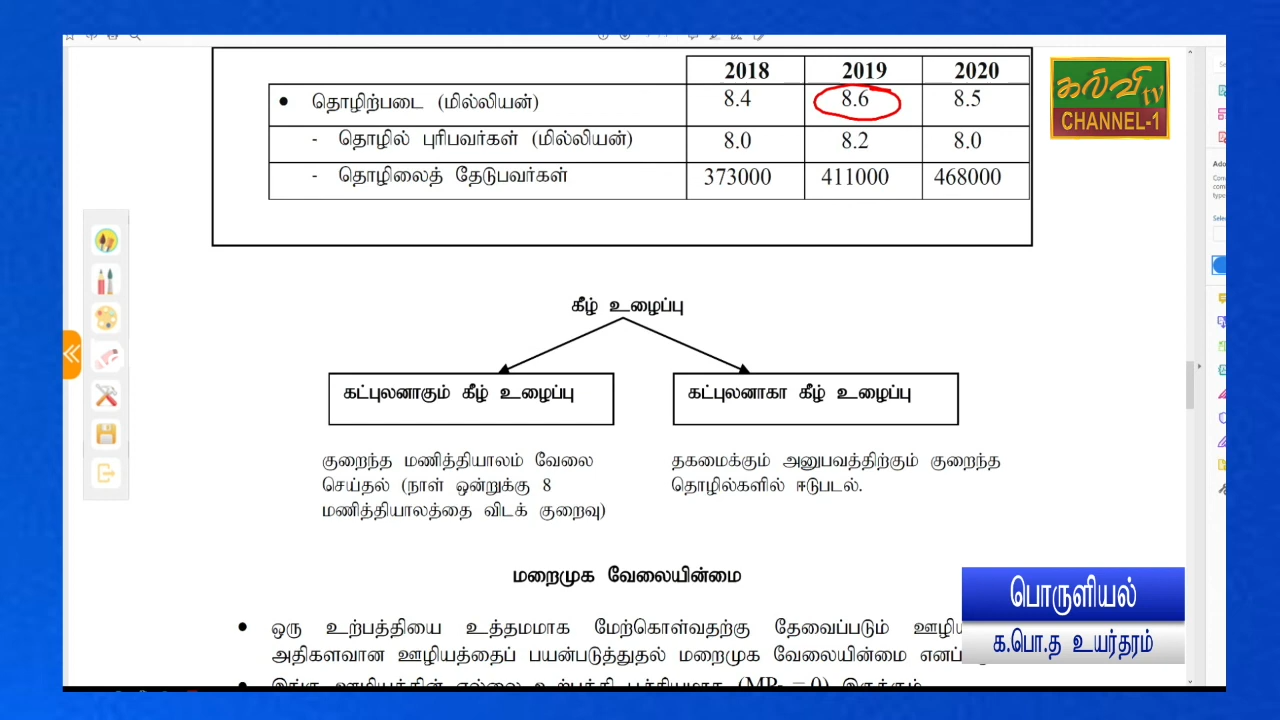 2018 2019 2020
• தொழிற்படை (மில்லியன்) 8.4 8.6 8.5
- தொழில் புரிபவர்கள் (மில்லியன்) 8.0 8.2 8.0
- தொழிலைத் தேடுபவர்கள் 373000 411000 468000
கல்வி tv
CHANNEL-1
கீழ் உழைப்பு
கட்புலனாகும் கீழ் உழைப்பு
கட்புலனாகா கீழ் உழைப்பு
குறைந்த மணித்தியாலம் வேலை
செய்தல் (நாள் ஒன்றுக்கு 8
மணித்தியாலத்தை விடக் குறைவு)
தகமைக்கும் அனுபவத்திற்கும் குறைந்த
தொழில்களில் ஈடுபடல்.
மறைமுக வேலையின்மை
• ஒரு உற்பத்தியை உத்தமமாக மேற்கொள்வதற்கு தேவைப்படும்
அதிகளவான ஊழியத்தைப் பயன்படுத்துதல் மறைமுக வேலையின்மை
பொருளியல்
க.பொ.த உயர்தரம்